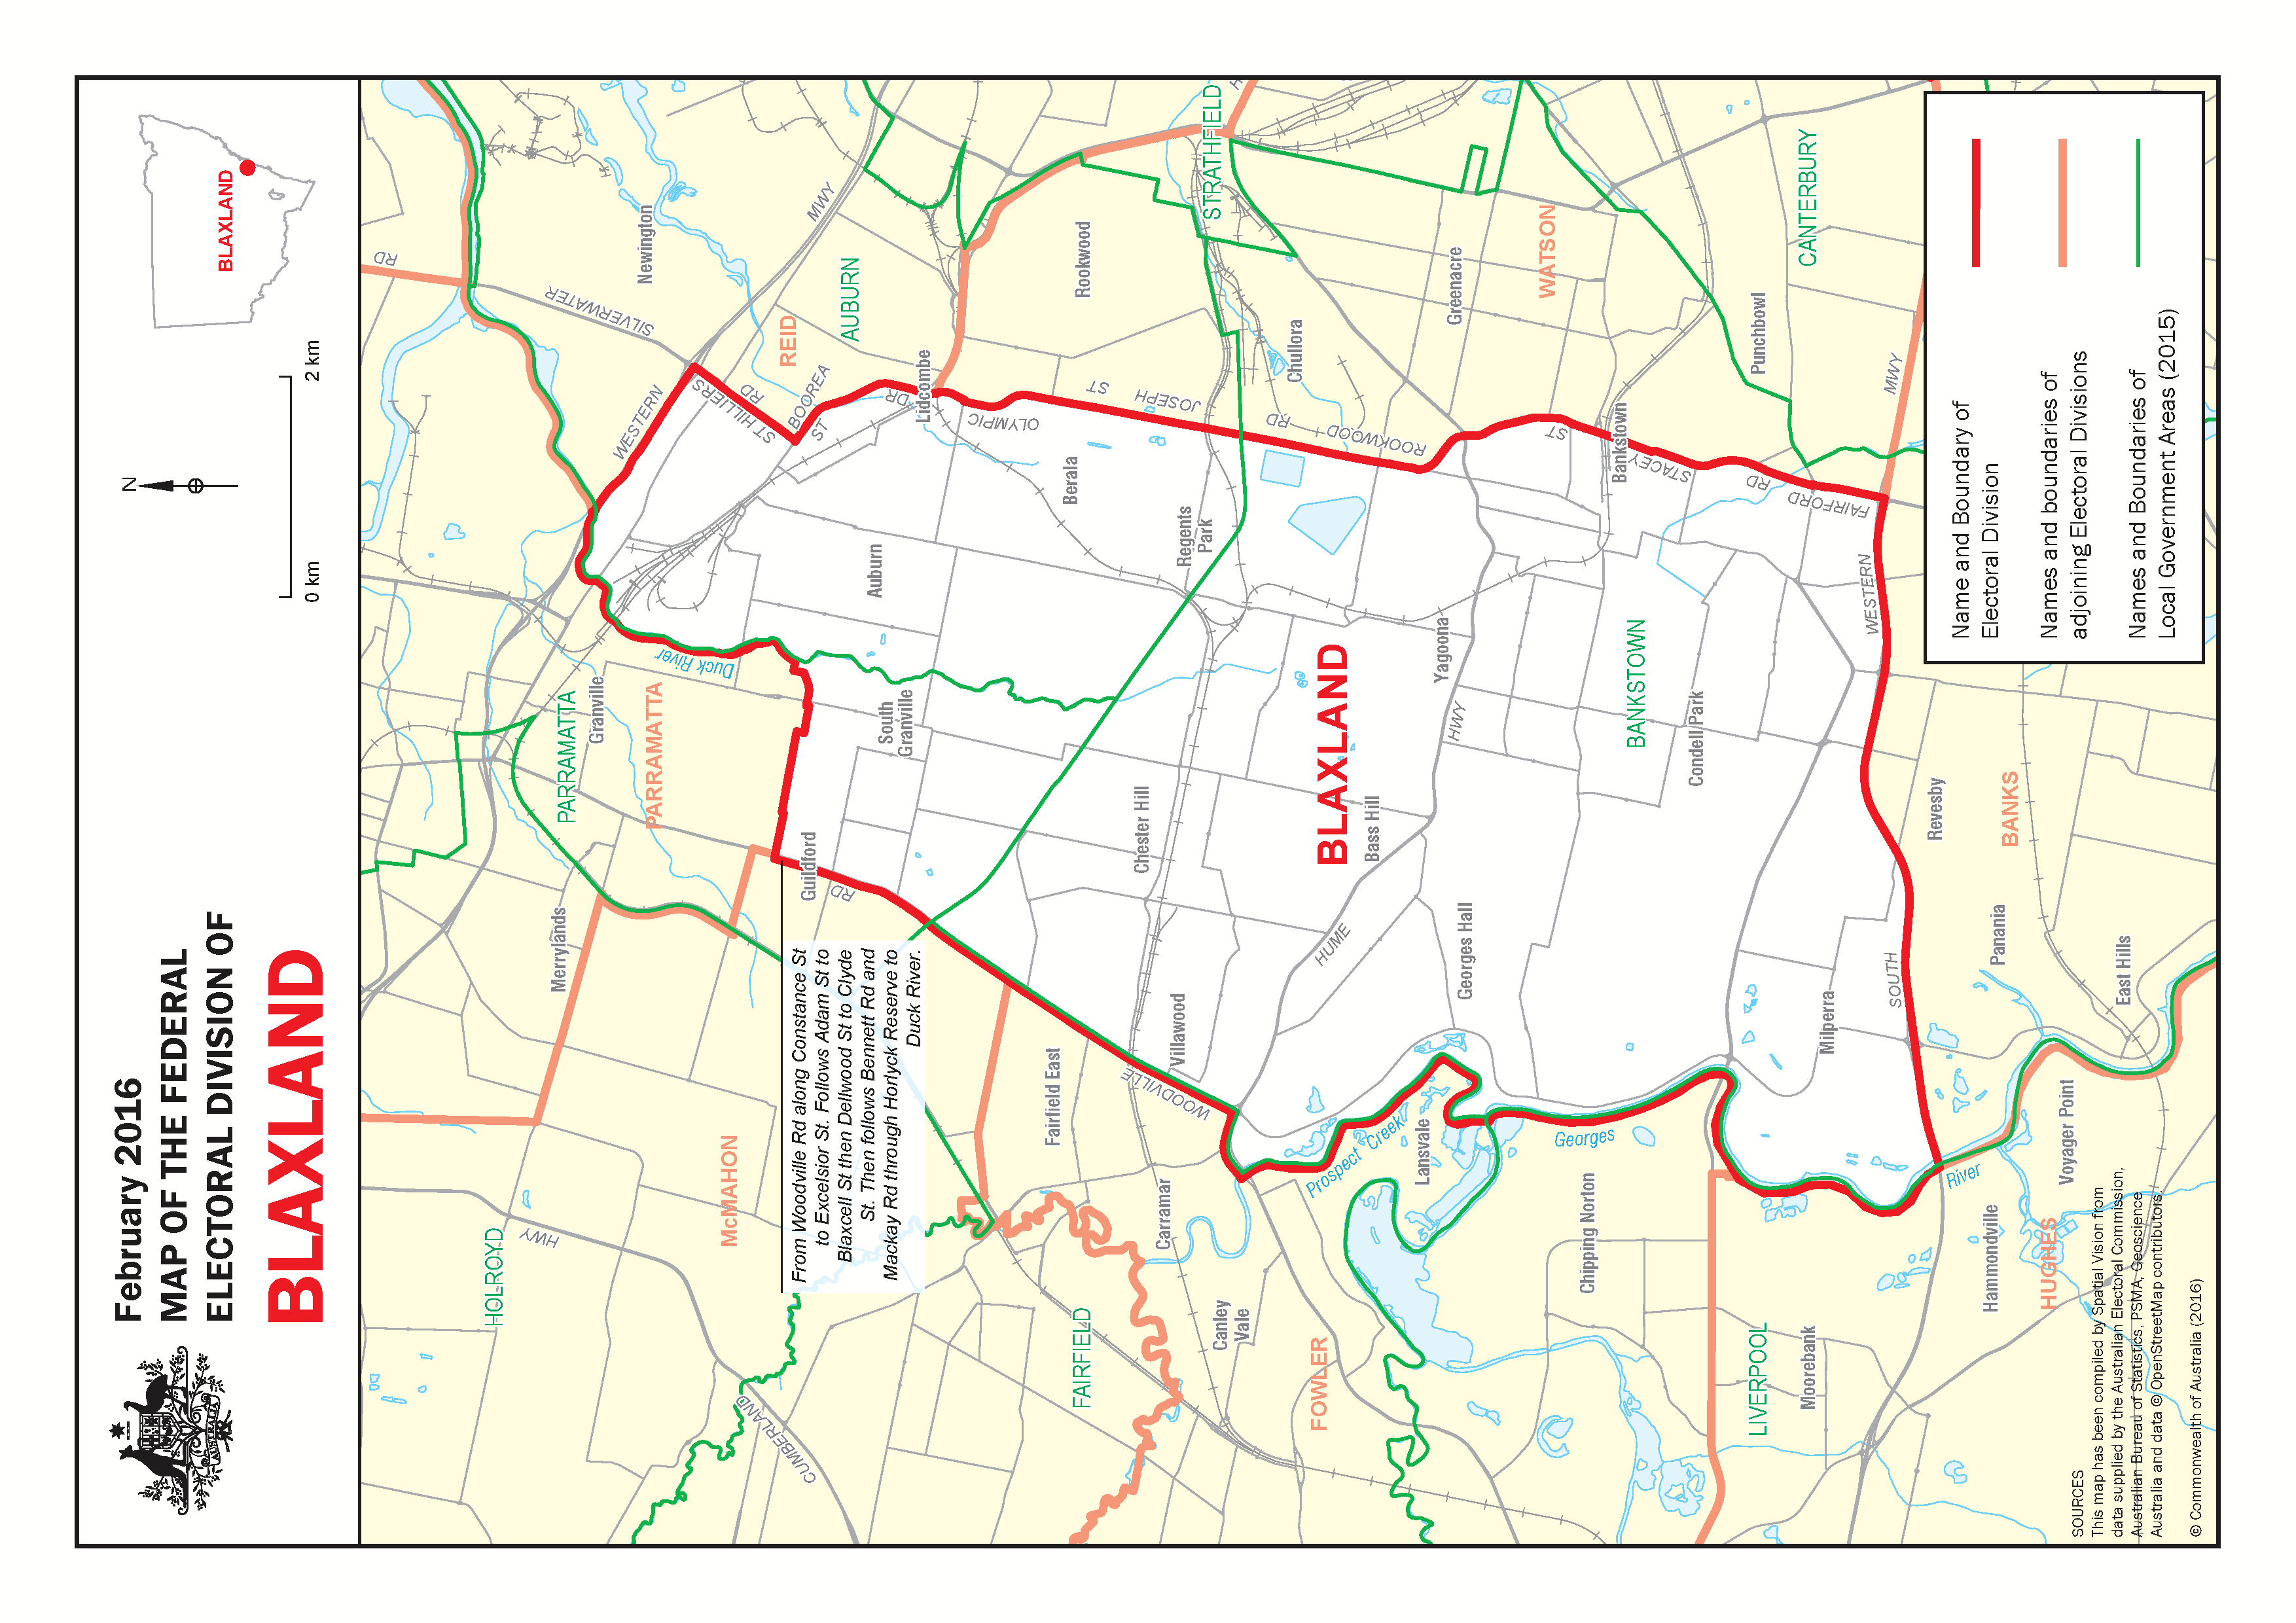 February 2016
MAP OF THE FEDERAL
ELECTORAL DIVISION OF
BLAXLAND
AUSTRALIA
N
0 km
2 km
BLAXLAND
HOLROYD
HWY
CUMBERLAND
McMAHON
Merrylands
PARRAMATTA
Granville
PARRAMATTA
Duck River
RD
SILVERWATER
Newington
WESTERN
MWY
ST HILLIERS
RD
REID
BOOREA
ST
AUBURN
DR
Lidcombe
OLYMPIC
Auburn
South
Granville
Guildford
RD
From Woodville Rd along Constance St
to Excelsior St. Follows Adam St to
Blaxcell St then Dellwood St to Clyde
St. Then follows Bennett Rd and
Mackay Rd through Horlyck Reserve to
Duck River.
Rookwood
ST
JOSEPH
Berala
Regents
Park
Chester Hill
Villawood
WOODVILLE
Fairfield East
FAIRFIELD
Carramar
Canley
Vale
FOWLER
STRATHFIELD
H
Chullora
RD
ROOKWOOD
BLAXLAND
Bass Hill
HUME
HWY
Yagoona
Georges Hall
Prospect Creek
Lansvale
Georges
Chipping Norton
Greenacre
WATSON
ST
Bankstown
STACEY
RD
BANKSTOWN
Condell Park
Punchbowl
CANTERBURY
FAIRFORD
MWY
WESTERN
SOUTH
Milperra
LIVERPOOL
Moorebank
River
Revesby
BANKS
Panania
East Hills
Voyager Point
Hammondville
HUGHES
Name and Boundary of
Electoral Division
Names and boundaries of
adjoining Electoral Divisions
Names and Boundaries of
Local Government Areas (2015)
SOURCES
This map has been compiled by Spatial Vision from
data supplied by the Australian Electoral Commission,
Australian Bureau of Statistics, PSMA, Geoscience
Australia and data © OpenStreetMap contributors.
© Commonwealth of Australia (2016)